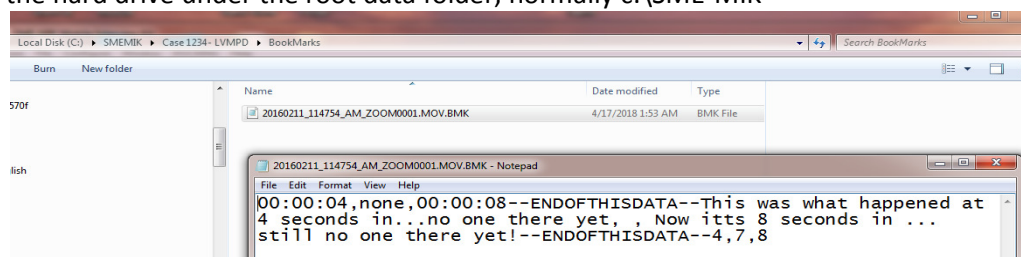 the hard drive under the root data folder, normally c:\SME-MIK
Local Disk (C:) ▸ SMEMIK ▸ Case 1234- LVMPD ▸ BookMarks
Search BookMarks
Burn New folder
Name Date modified Type
570f
20160211_114754_AM_ZOOM0001.MOV.BMK 4/17/2018 1:53 AM BMK File
lish
20160211_114754_AM_ZOOM0001.MOV.BMK - Notepad
File Edit Format View Help
00:00:04,none,00:00:08--ENDOFTHISDATA--This was what happened at
4 seconds in...no one there yet, , Now itts 8 seconds in ...
still no one there yet!--ENDOFTHISDATA--4,7,8